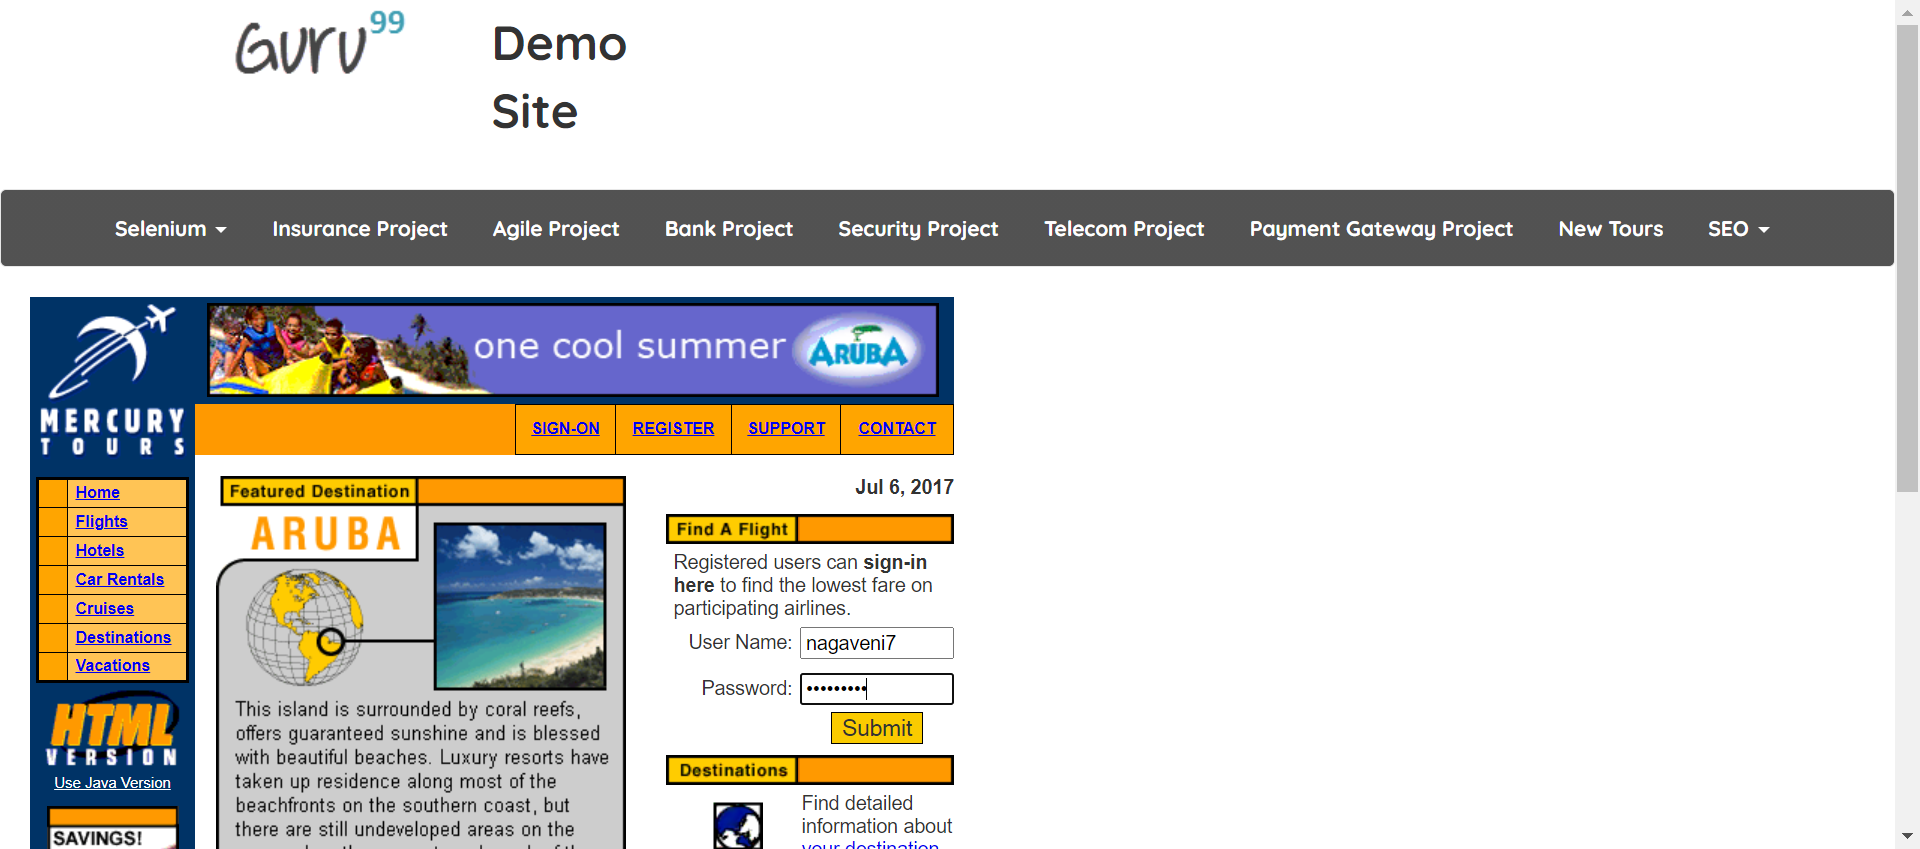 Guru99
Demo
Site
Selenium
Insurance Project
Agile Project
Bank Project
Security Project
Telecom Project
Payment Gateway Project
New Tours
SEO
one cool summer
ARUBA
MERCURY
TOURS
SIGN-ON
REGISTER
SUPPORT
CONTACT
Home
Flights
Hotels
Car Rentals
Cruises
Destinations
Vacations
HTML
VERSION
Use Java Version
SAVINGS!
Featured Destination
ARUBA
This island is surrounded by coral reefs,
offers guaranteed sunshine and is blessed
with beautiful beaches. Luxury resorts have
taken up residence along most of the
beachfronts on the southern coast, but
there are still undeveloped areas on the
Jul 6, 2017
Find A Flight
Registered users can sign-in
here to find the lowest fare on
participating airlines.
User Name: nagaveni7
Password: •••••••••
Submit
Destinations
Find detailed
information about
your destination